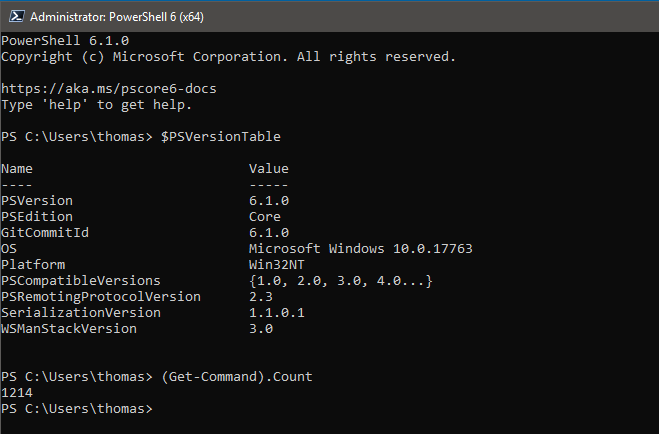 Administrator: PowerShell 6 (x64)
PowerShell 6.1.0
Copyright (c) Microsoft Corporation. All rights reserved.
https://aka.ms/pscore6-docs
Type 'help' to get help.
PS C:\Users\thomas> $PSVersionTable
Name                           Value
----                           -----
PSVersion                      6.1.0
PSEdition                      Core
GitCommitId                    6.1.0
OS                             Microsoft Windows 10.0.17763
Platform                       Win32NT
PSCompatibleVersions           {1.0, 2.0, 3.0, 4.0...}
PSRemotingProtocolVersion      2.3
SerializationVersion           1.1.0.1
WSManStackVersion              3.0
PS C:\Users\thomas> (Get-Command).Count
1214
PS C:\Users\thomas>